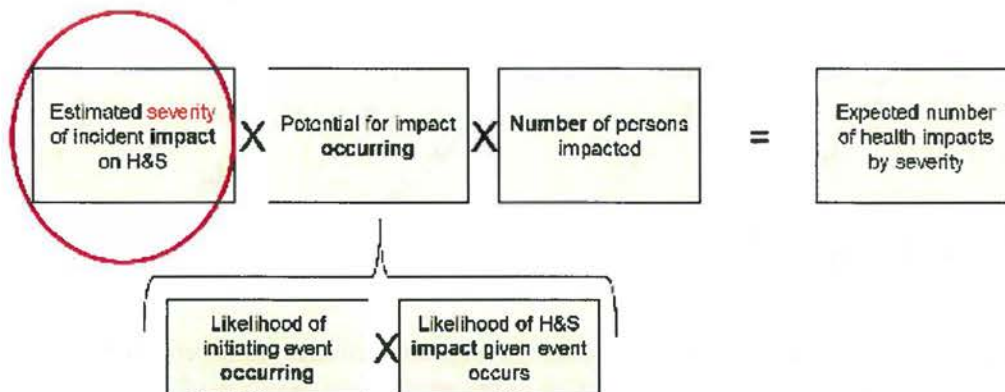 Estimated severity
of incident impact
on H&S
X
Potential for impact
occurring
X
Number of persons
impacted
=
Expected number
of health impacts
by severity
Likelihood of
initiating event
occurring
X
Likelihood of H&S
impact given event
occurs